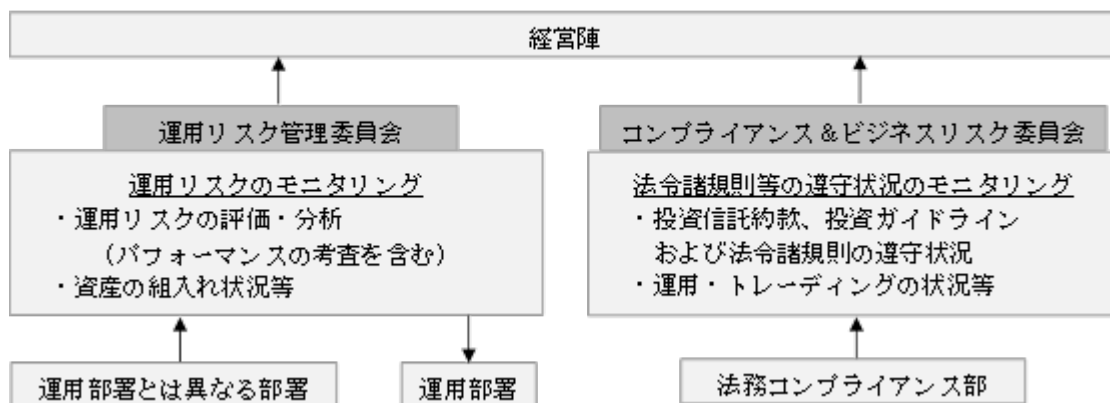 経営陣
運用リスク管理委員会
運用リスクのモニタリング
・運用リスクの評価・分析
（パフォーマンスの考査を含む）
・資産の組入れ状況等
運用部署とは異なる部署
運用部署
コンプライアンス＆ビジネスリスク委員会
法令諸規則等の遵守状況のモニタリング
・投資信託約款、投資ガイドライン
および法令諸規則の遵守状況
・運用・トレーディングの状況等
法務コンプライアンス部